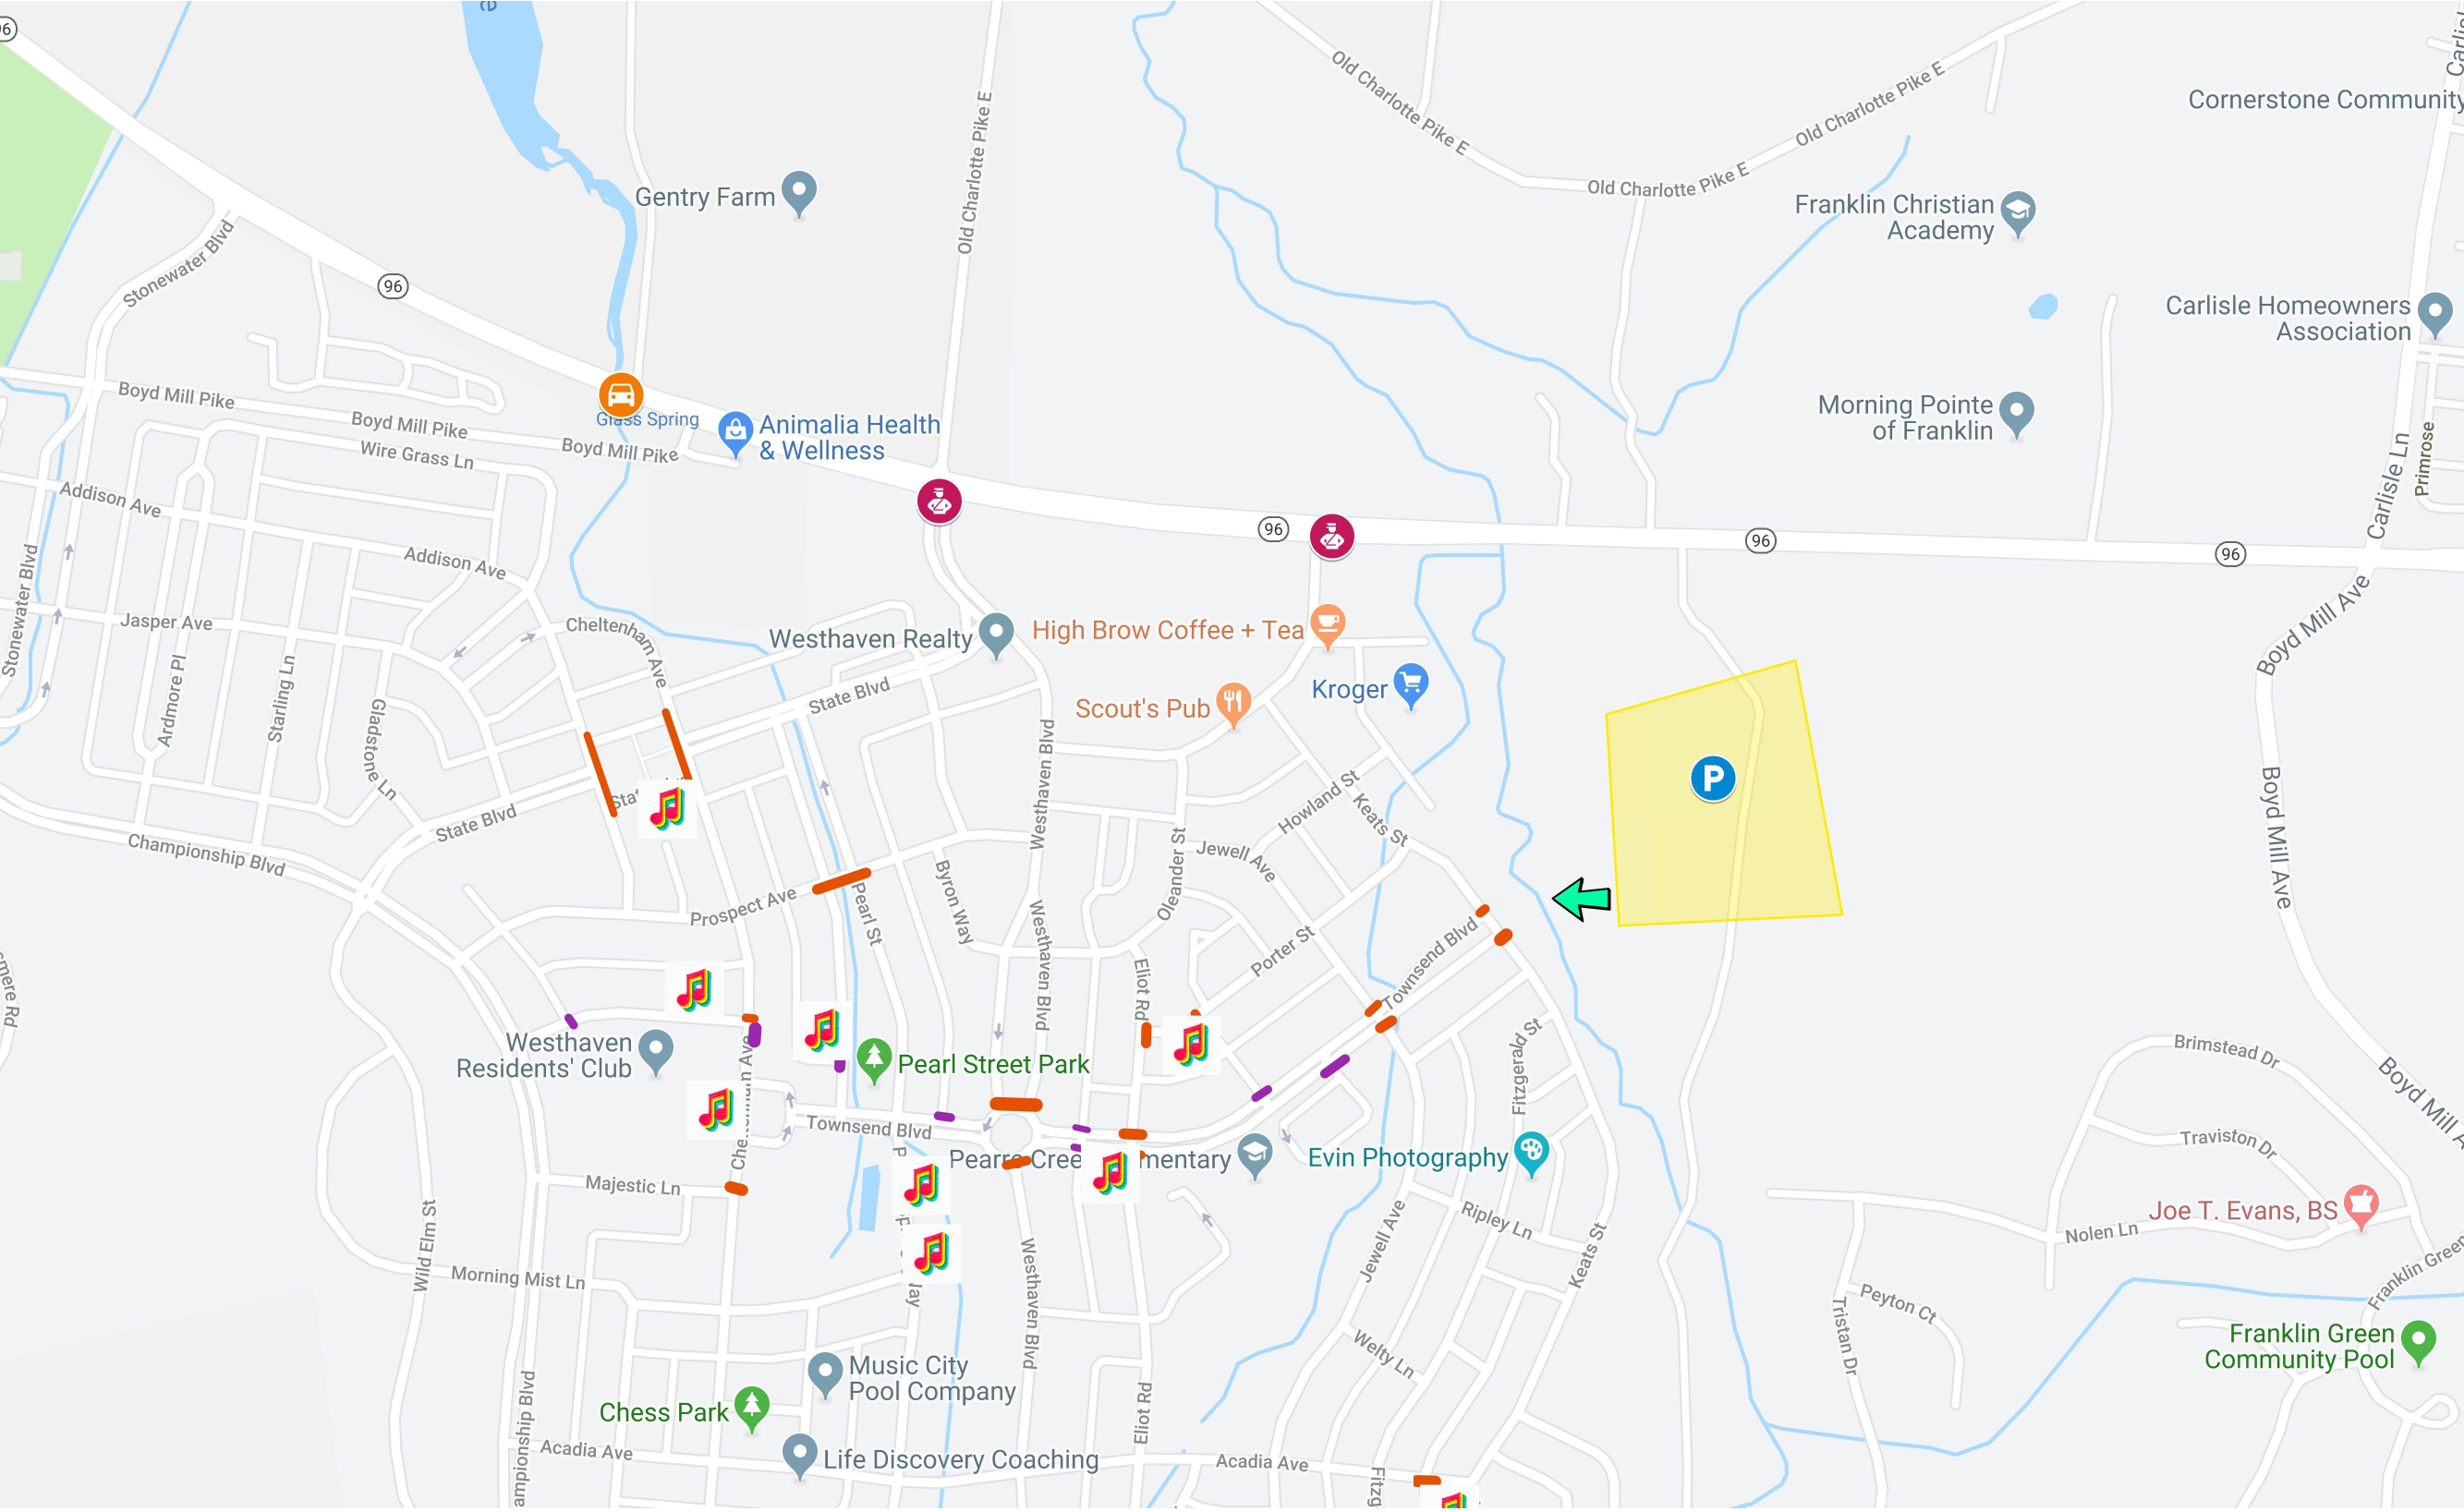 96
Old Charlotte Pike E
Old Charlotte Pike E
Old Charlotte Pike E
Old Charlotte Pike E
Cornerstone Community
Gentry Farm
Franklin Christian
Academy
Stonewater Blvd
96
Carlisle Homeowners
Association
Boyd Mill Pike
Boyd Mill Pike
Boyd Mill Pike
Glass Spring
Animalia Health
& Wellness
Morning Pointe
of Franklin
Wire Grass Ln
Addison Ave
Addison Ave
Carlisle Ln
Primrose
96
96
96
Stonewater Blvd
Jasper Ave
Cheltenham Ave
Westhaven Realty
High Brow Coffee + Tea
Boyd Mill Ave
Ardmore Pl
Starling Ln
Gladstone Ln
State Blvd
Scout's Pub
Kroger
Westhaven Blvd
P
State Blvd
Howland St
Keats St
Boyd Mill Ave
Championship Blvd
Jewell Ave
Oleander St
Prospect Ave
Pearl St
Byron Way
Westhaven Blvd
Porter St
Townsend Blvd
Eliot Rd
Westhaven
Residents' Club
Pearl Street Park
Fitzgerald St
Brimstead Dr
Boyd Mill A
Townsend Blvd
Traviston Dr
Evin Photography
Majestic Ln
Wild Elm St
Ripley Ln
Jewell Ave
Keats St
Joe T. Evans, BS
Nolen Ln
Morning Mist Ln
Westhaven Blvd
Peyton Ct
Tristan Dr
Franklin Green
Welty Ln
Franklin Green
Community Pool
Music City
Pool Company
Chess Park
Eliot Rd
Acadia Ave
Life Discovery Coaching
Acadia Ave
ampionship Blvd
Fitzg